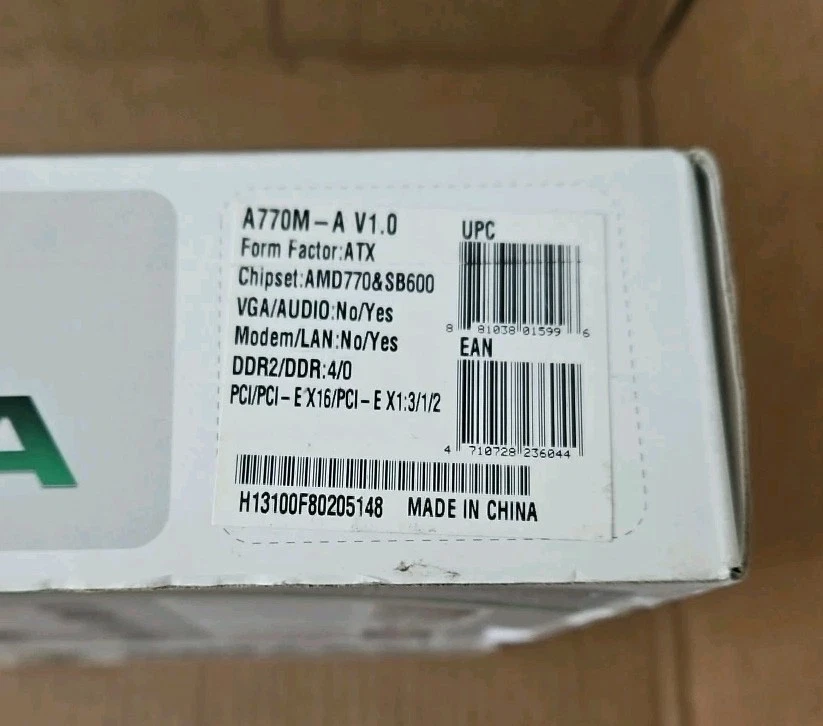 A770M-A V1.0
Form Factor:ATX
Chipset:AMD770&SB600
VGA/AUDIO:No/Yes
Modem/LAN:No/Yes
DDR2/DDR:4/0
PCI/PCI-E X16/PCI-E X1:3/1/2
UPC
8 81038 01599 6
EAN
4 710728 236044
H13100F80205148 MADE IN CHINA
A